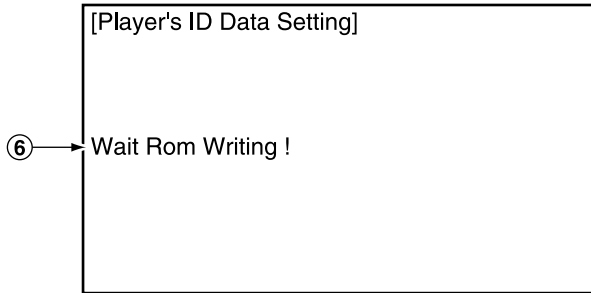 [Player's ID Data Setting]
⑥ Wait Rom Writing !